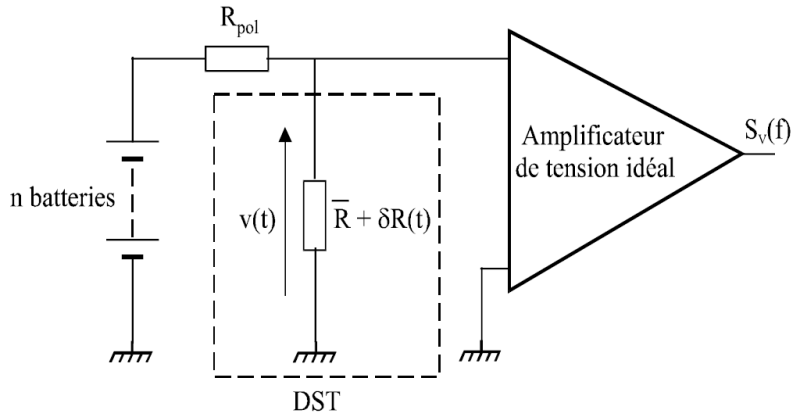 R_pol
n batteries
v(t)
R̅ + δR(t)
DST
Amplificateur
de tension idéal
S_v(f)